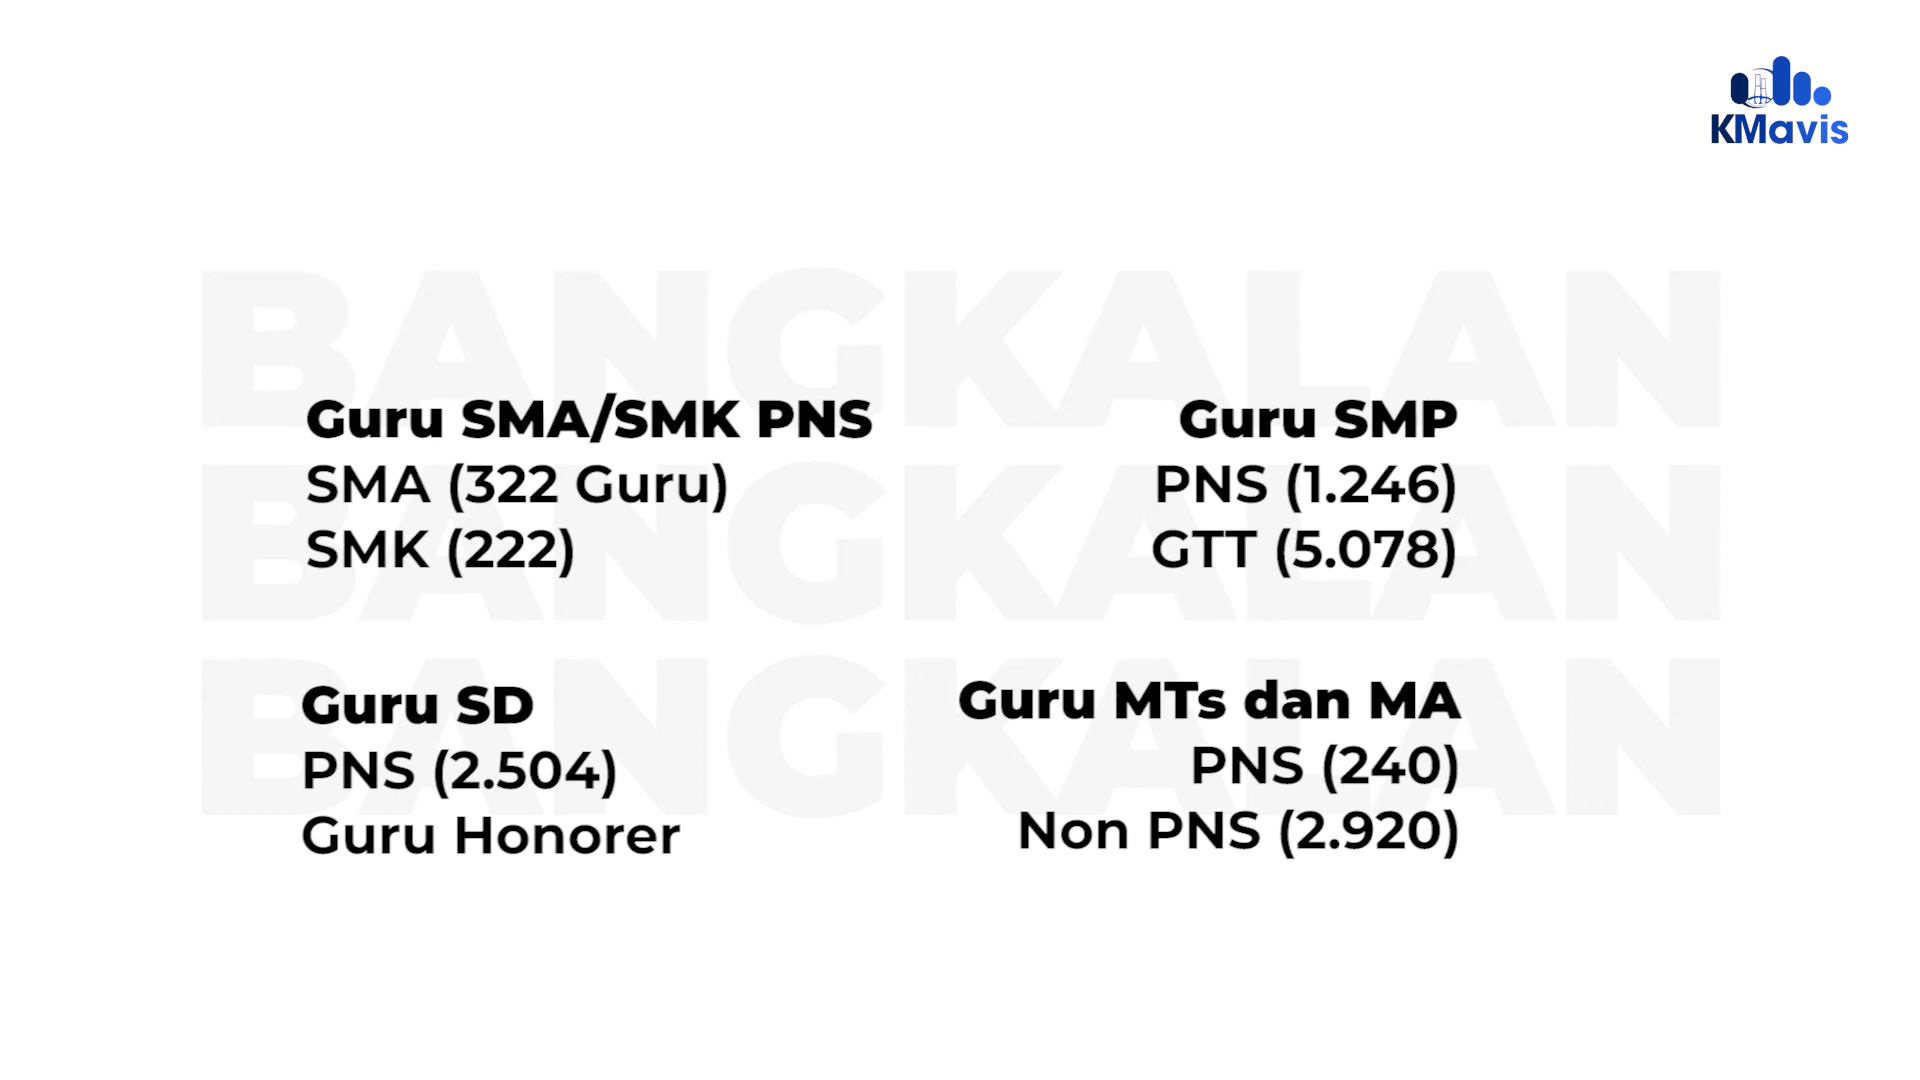 KMavis
BANGKALAN
BANGKALAN
BANGKALAN
Guru SMA/SMK PNS
SMA (322 Guru)
SMK (222)
Guru SMP
PNS (1.246)
GTT (5.078)
Guru SD
PNS (2.504)
Guru Honorer
Guru MTs dan MA
PNS (240)
Non PNS (2.920)